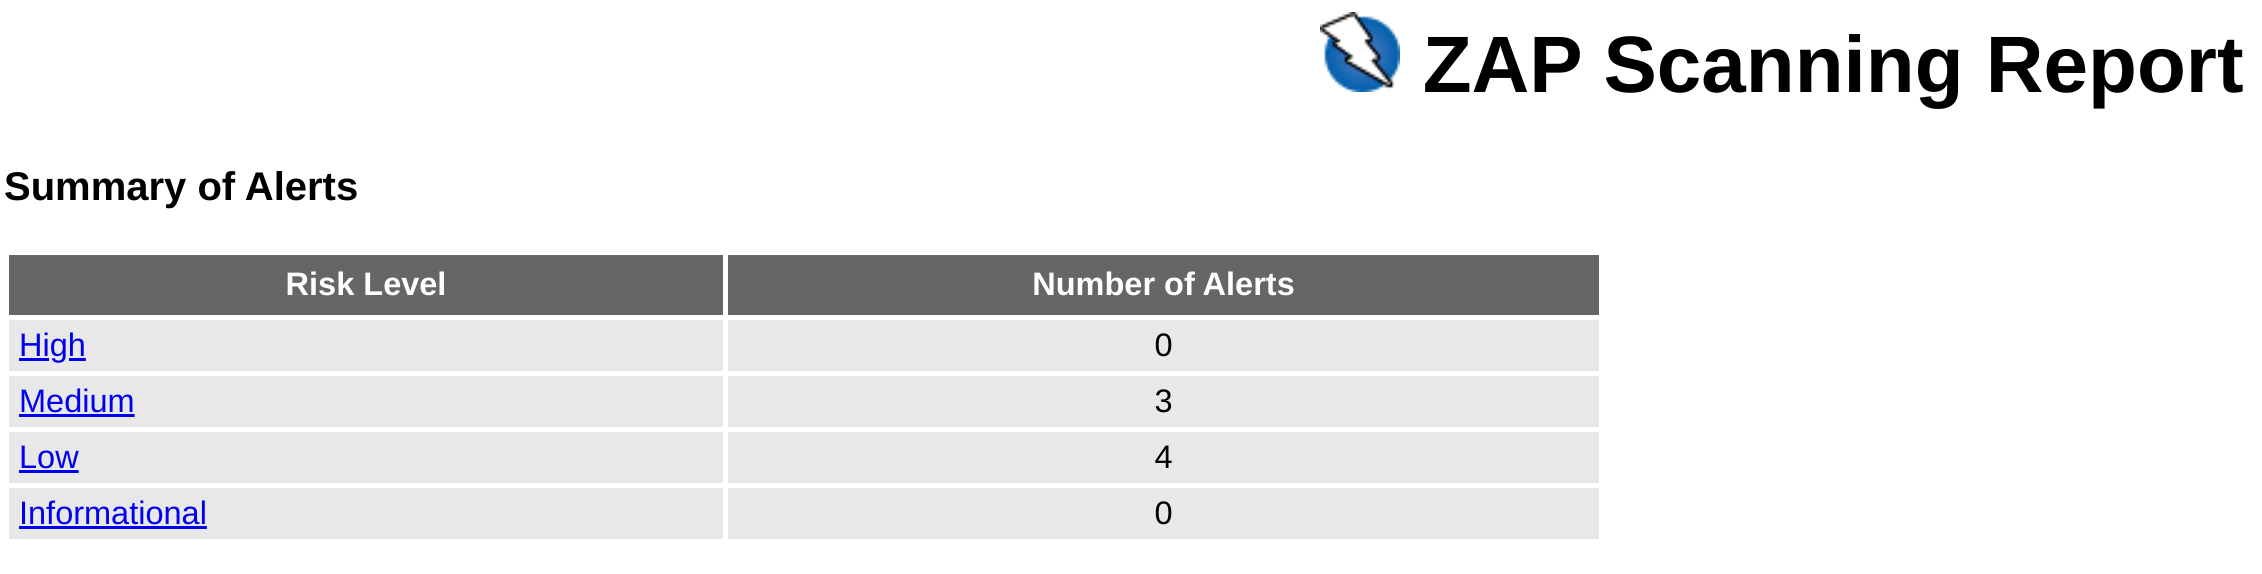 ZAP Scanning Report
Summary of Alerts
Risk Level Number of Alerts
High 0
Medium 3
Low 4
Informational 0